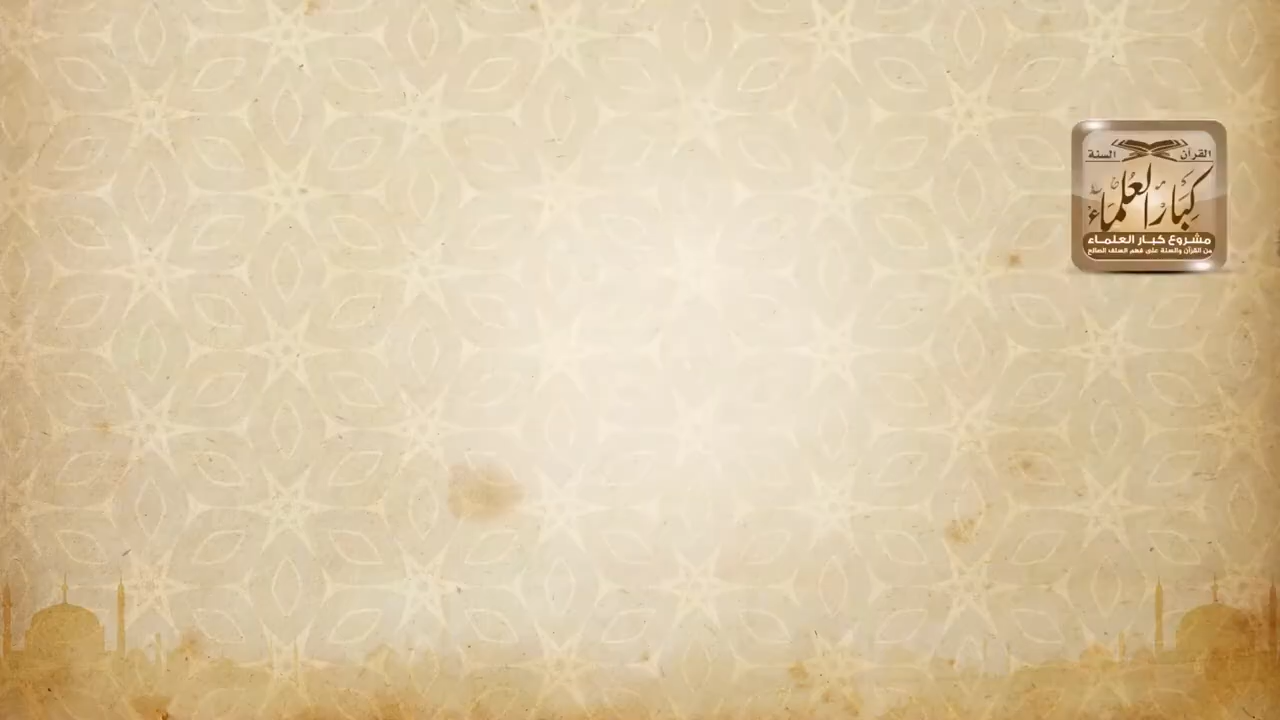 القرآن السنة
كبار العلماء
مشروع كبار العلماء
من القرآن والسنة على فهم السلف الصالح